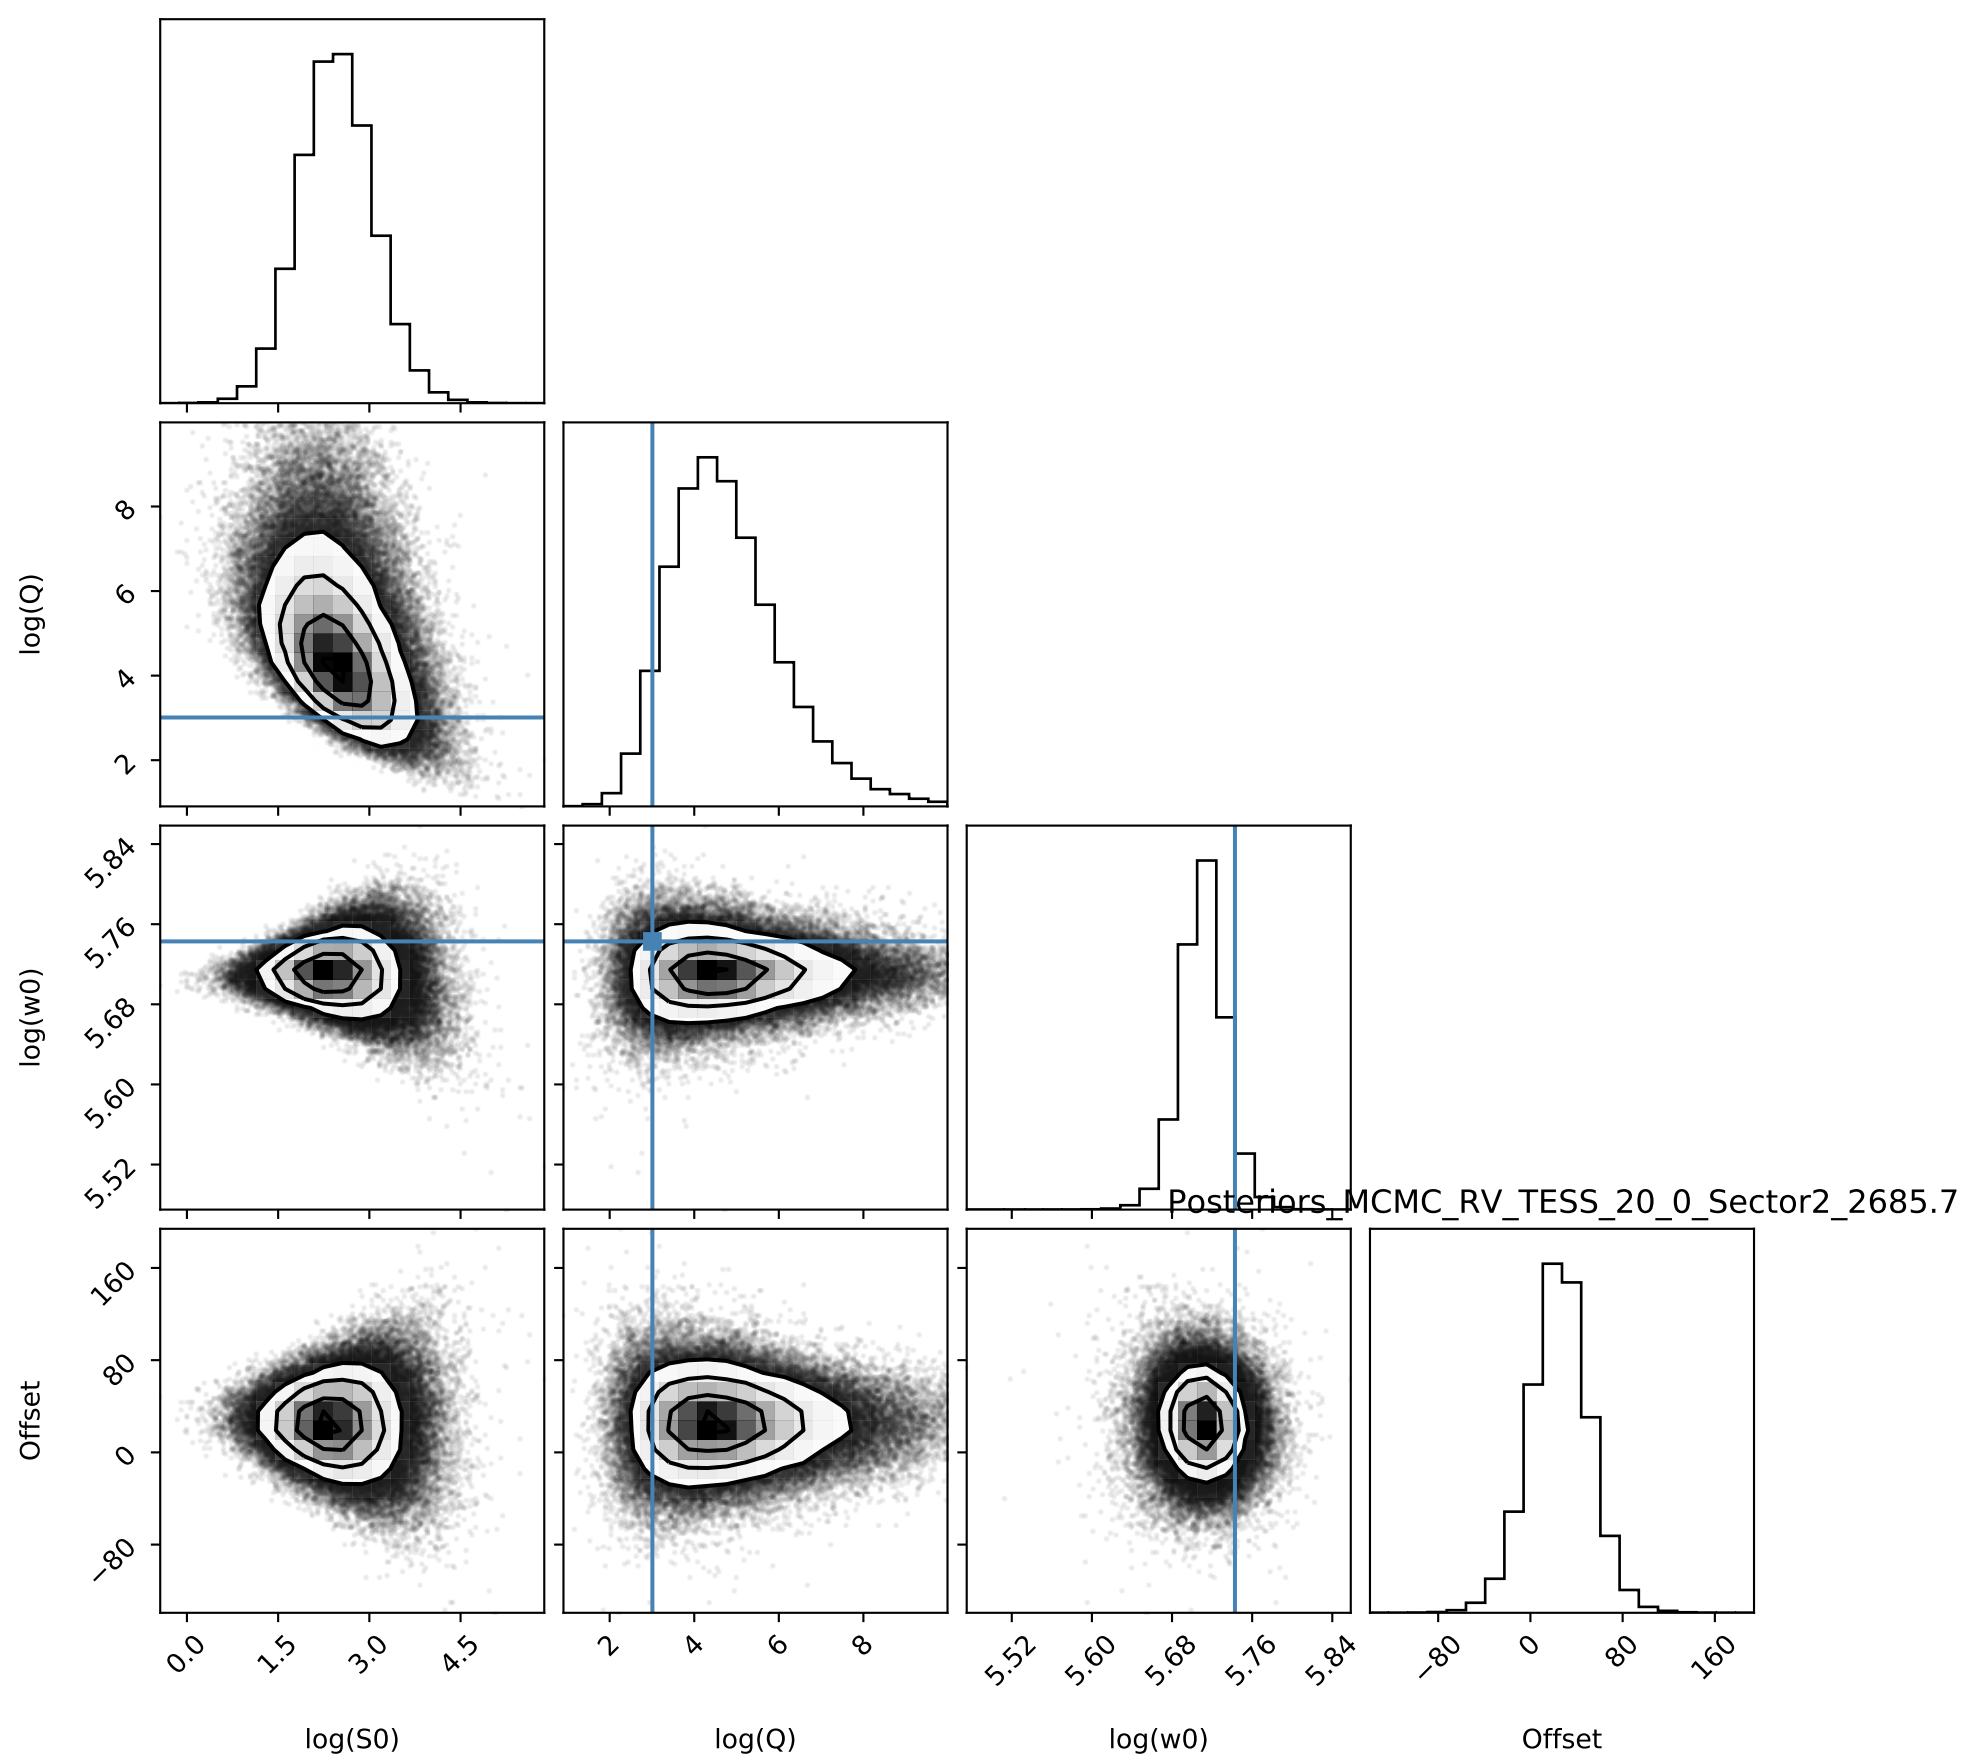 8
6
4
2
log(Q)
5.84
5.76
5.68
5.60
5.52
log(w0)
Posteriors_MCMC_RV_TESS_20_0_Sector2_2685.7
160
80
0
−80
Offset
0.0 1.5 3.0 4.5 2 4 6 8 5.52 5.60 5.68 5.76 5.84 −80 0 80 160
log(S0) log(Q) log(w0) Offset